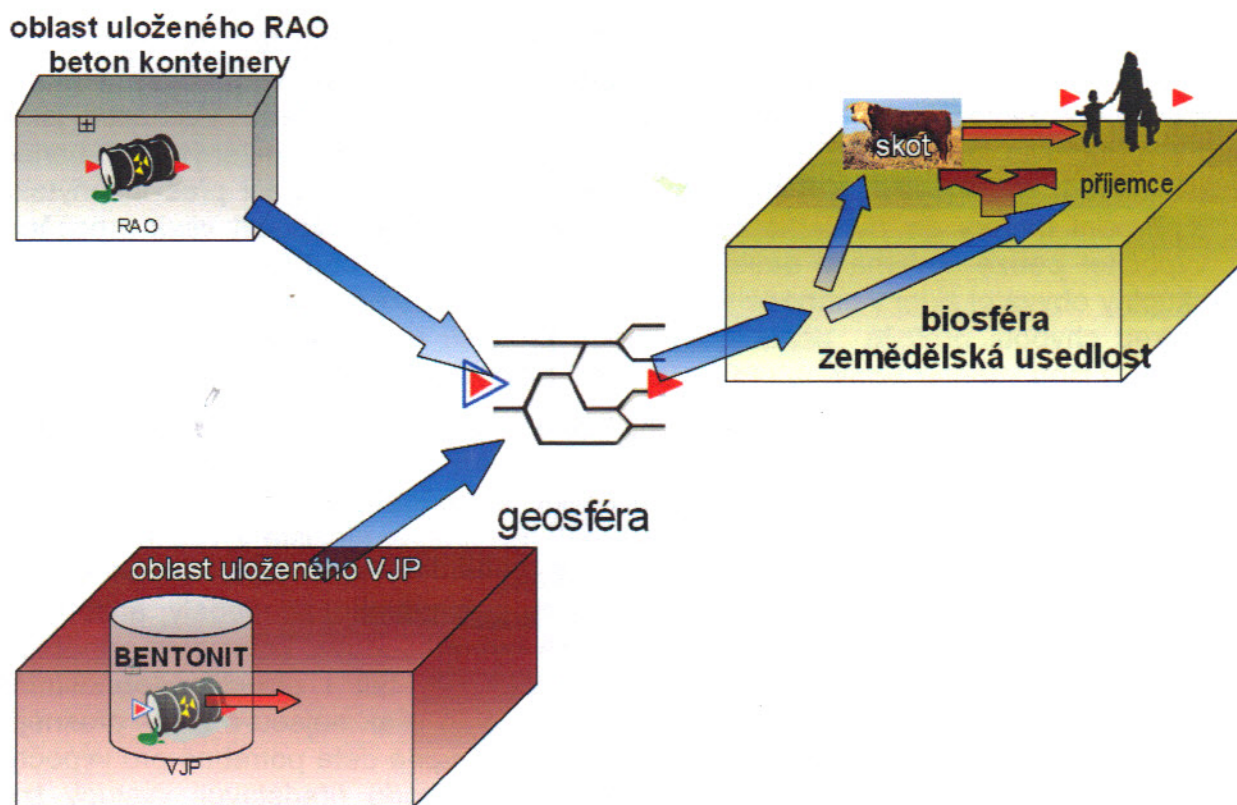 oblast uloženého RAO
beton kontejnery
RAO
skot
příjemce
biosféra
zemědělská usedlost
geosféra
oblast uloženého VJP
BENTONIT
VJP